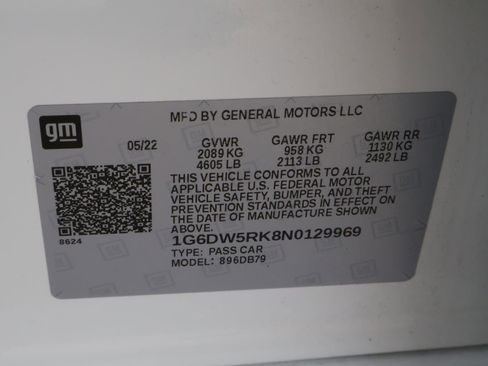 gm
MFD BY GENERAL MOTORS LLC
05/22 GVWR GAWR FRT GAWR RR
2089 KG 958 KG 1130 KG
4605 LB 2113 LB 2492 LB
THIS VEHICLE CONFORMS TO ALL
APPLICABLE U.S. FEDERAL MOTOR
VEHICLE SAFETY, BUMPER, AND THEFT
PREVENTION STANDARDS IN EFFECT ON
THE DATE OF MANUFACTURE SHOWN
ABOVE.
8624
1G6DW5RK8N0129969
TYPE: PASS CAR
MODEL: 896DB79